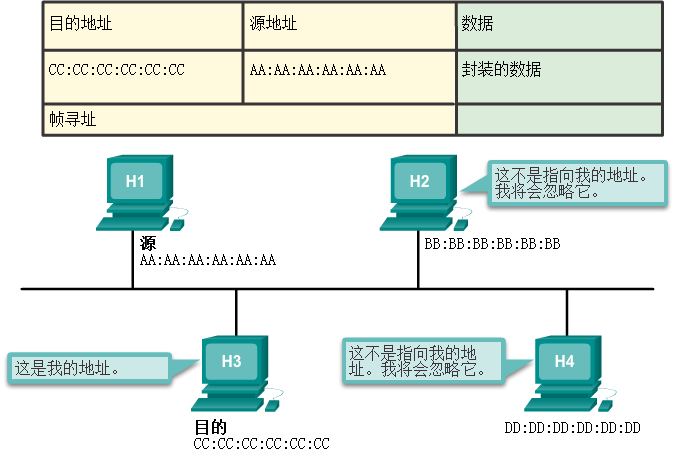 目的地址 源地址 数据
CC:CC:CC:CC:CC:CC AA:AA:AA:AA:AA:AA 封装的数据
帧寻址
H1
H2
这不是指向我的地址。
我将会忽略它。
源
AA:AA:AA:AA:AA:AA
BB:BB:BB:BB:BB:BB
这是我的地址。
H3
这不是指向我的地
址。我将会忽略它。
H4
目的
CC:CC:CC:CC:CC:CC
DD:DD:DD:DD:DD:DD